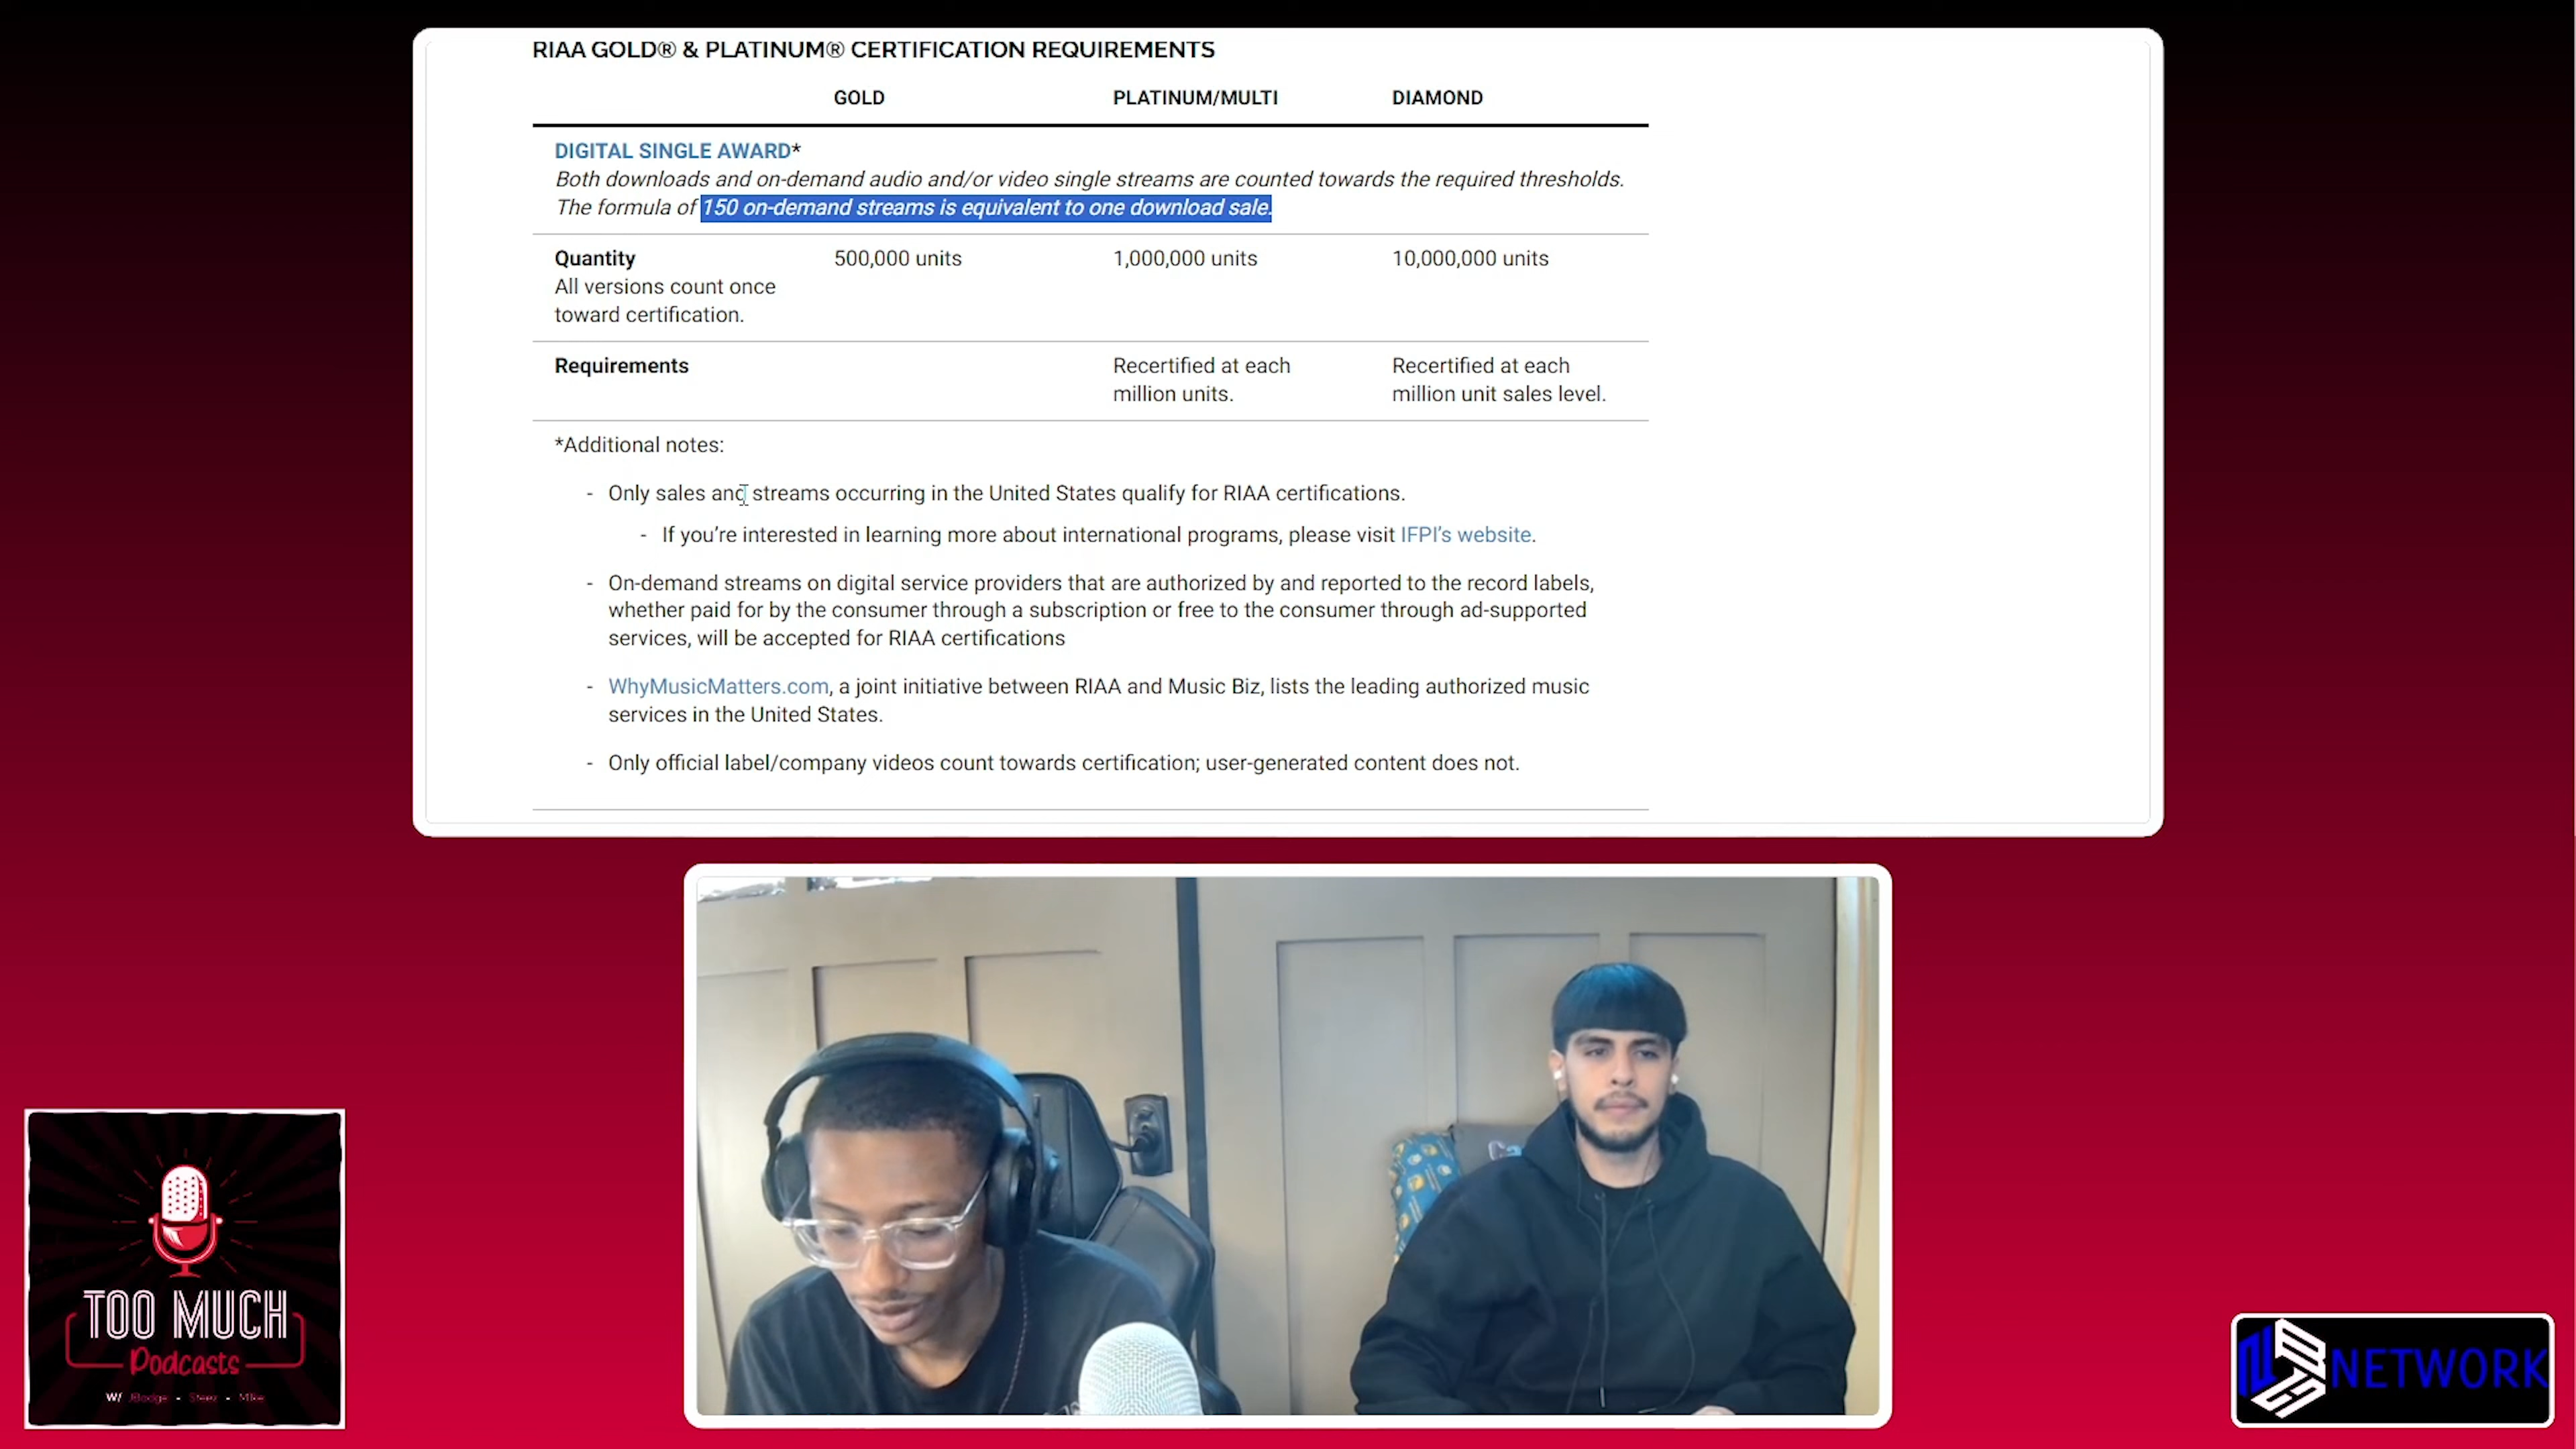 RIAA GOLD® & PLATINUM® CERTIFICATION REQUIREMENTS
GOLD PLATINUM/MULTI DIAMOND
DIGITAL SINGLE AWARD*
Both downloads and on-demand audio and/or video single streams are counted towards the required thresholds.
The formula of 150 on-demand streams is equivalent to one download sale.
Quantity 500,000 units 1,000,000 units 10,000,000 units
All versions count once
toward certification.
Requirements Recertified at each Recertified at each
million units. million unit sales level.
*Additional notes:
- Only sales and streams occurring in the United States qualify for RIAA certifications.
- If you’re interested in learning more about international programs, please visit IFPI’s website.
- On-demand streams on digital service providers that are authorized by and reported to the record labels,
whether paid for by the consumer through a subscription or free to the consumer through ad-supported
services, will be accepted for RIAA certifications
- WhyMusicMatters.com, a joint initiative between RIAA and Music Biz, lists the leading authorized music
services in the United States.
- Only official label/company videos count towards certification; user-generated content does not.
TOO MUCH
Podcasts
W/ - Steez - Mike
NETWORK